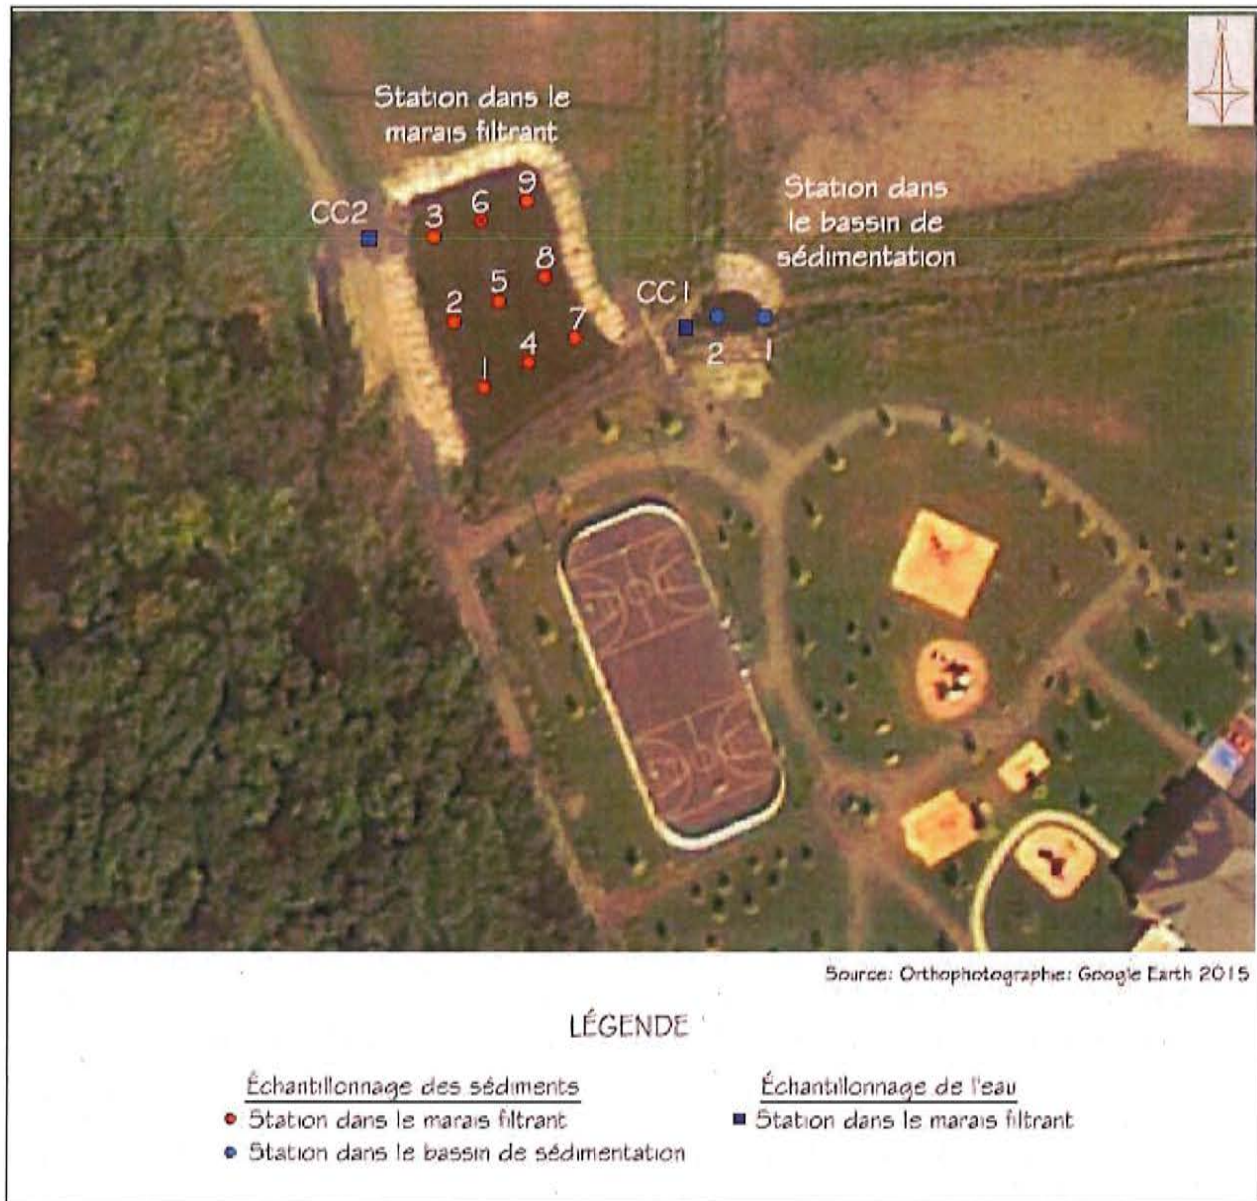 N
Station dans le
marais filtrant
Station dans
le bassin de
sédimentation
CC2
3
6
9
2
5
8
1
4
7
CC1
2
1
Source: Orthophotographie: Google Earth 2015
LÉGENDE
Échantillonnage des sédiments
Station dans le marais filtrant
Station dans le bassin de sédimentation
Échantillonnage de l'eau
Station dans le marais filtrant